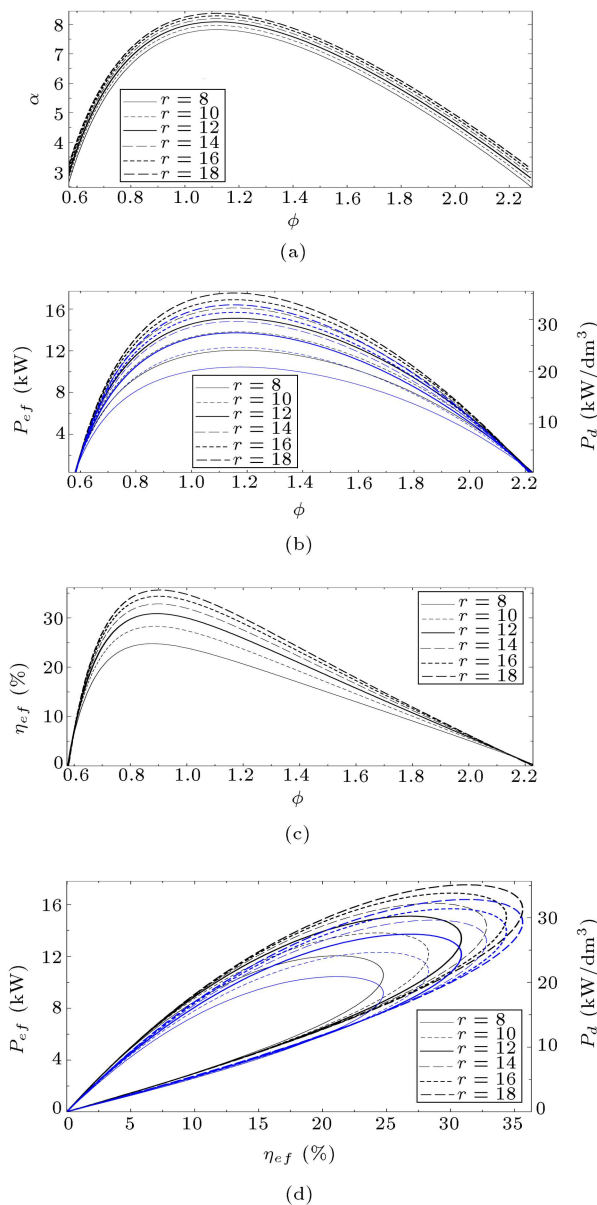 8
7
6
5
4
3
α
r = 8
r = 10
r = 12
r = 14
r = 16
r = 18
0.6 0.8 1.0 1.2 1.4 1.6 1.8 2.0 2.2
ϕ
(a)
16
12
8
4
P_ef (kW)
30
20
10
P_d (kW/dm³)
r = 8
r = 10
r = 12
r = 14
r = 16
r = 18
0.6 0.8 1.0 1.2 1.4 1.6 1.8 2.0 2.2
ϕ
(b)
30
20
10
0
η_ef (%)
r = 8
r = 10
r = 12
r = 14
r = 16
r = 18
0.6 0.8 1.0 1.2 1.4 1.6 1.8 2.0 2.2
ϕ
(c)
16
12
8
4
0
P_ef (kW)
30
20
10
0
P_d (kW/dm³)
r = 8
r = 10
r = 12
r = 14
r = 16
r = 18
0 5 10 15 20 25 30 35
η_ef (%)
(d)